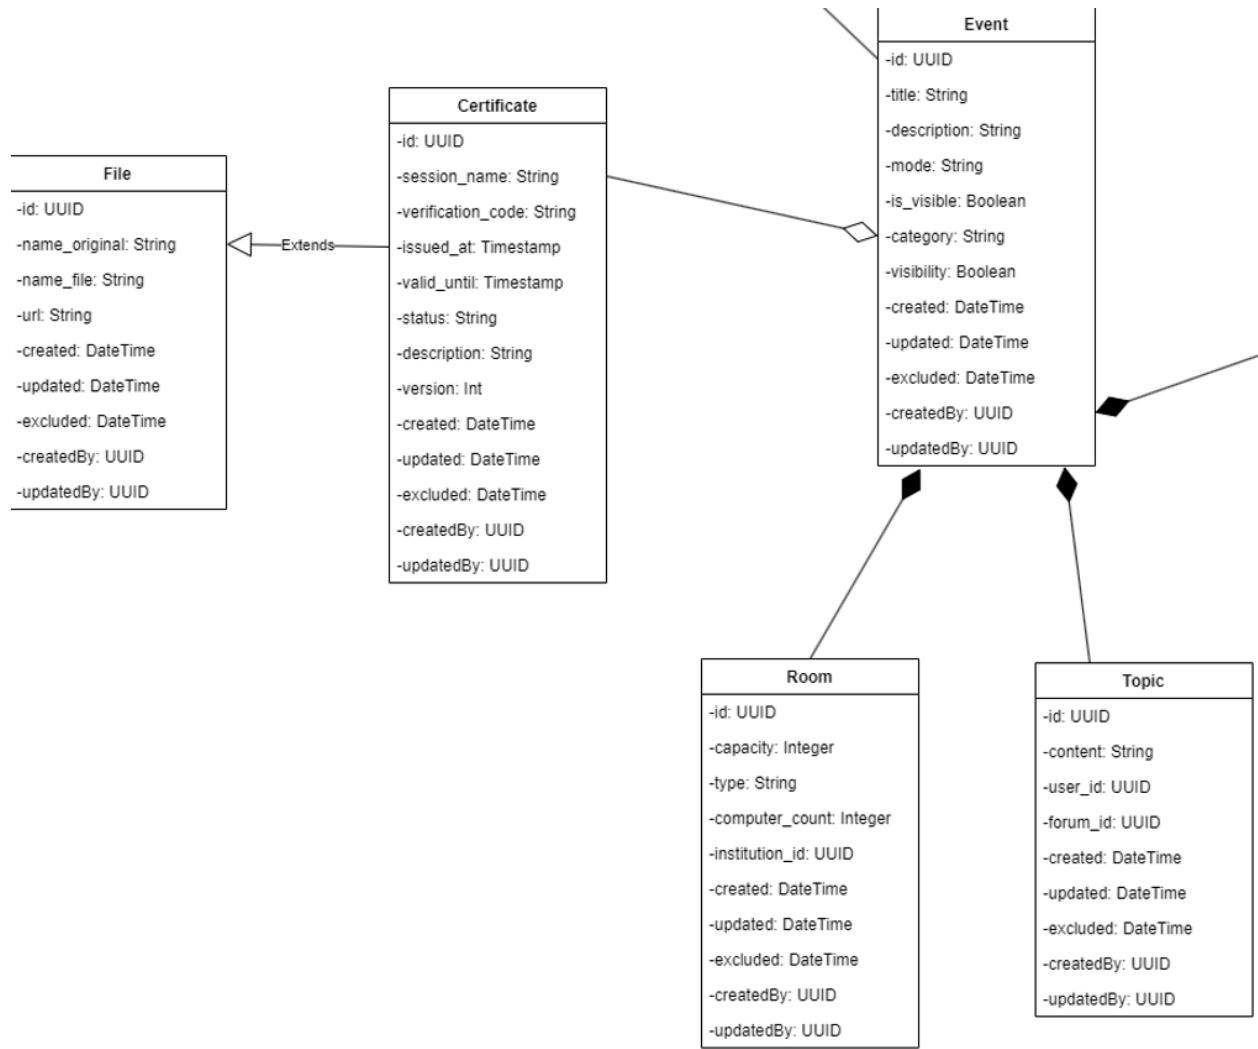 File
-id: UUID
-name_original: String
-name_file: String
-url: String
-created: DateTime
-updated: DateTime
-excluded: DateTime
-createdBy: UUID
-updatedBy: UUID
Extends
Certificate
-id: UUID
-session_name: String
-verification_code: String
-issued_at: Timestamp
-valid_until: Timestamp
-status: String
-description: String
-version: Int
-created: DateTime
-updated: DateTime
-excluded: DateTime
-createdBy: UUID
-updatedBy: UUID
Event
-id: UUID
-title: String
-description: String
-mode: String
-is_visible: Boolean
-category: String
-visibility: Boolean
-created: DateTime
-updated: DateTime
-excluded: DateTime
-createdBy: UUID
-updatedBy: UUID
Room
-id: UUID
-capacity: Integer
-type: String
-computer_count: Integer
-institution_id: UUID
-created: DateTime
-updated: DateTime
-excluded: DateTime
-createdBy: UUID
-updatedBy: UUID
Topic
-id: UUID
-content: String
-user_id: UUID
-forum_id: UUID
-created: DateTime
-updated: DateTime
-excluded: DateTime
-createdBy: UUID
-updatedBy: UUID